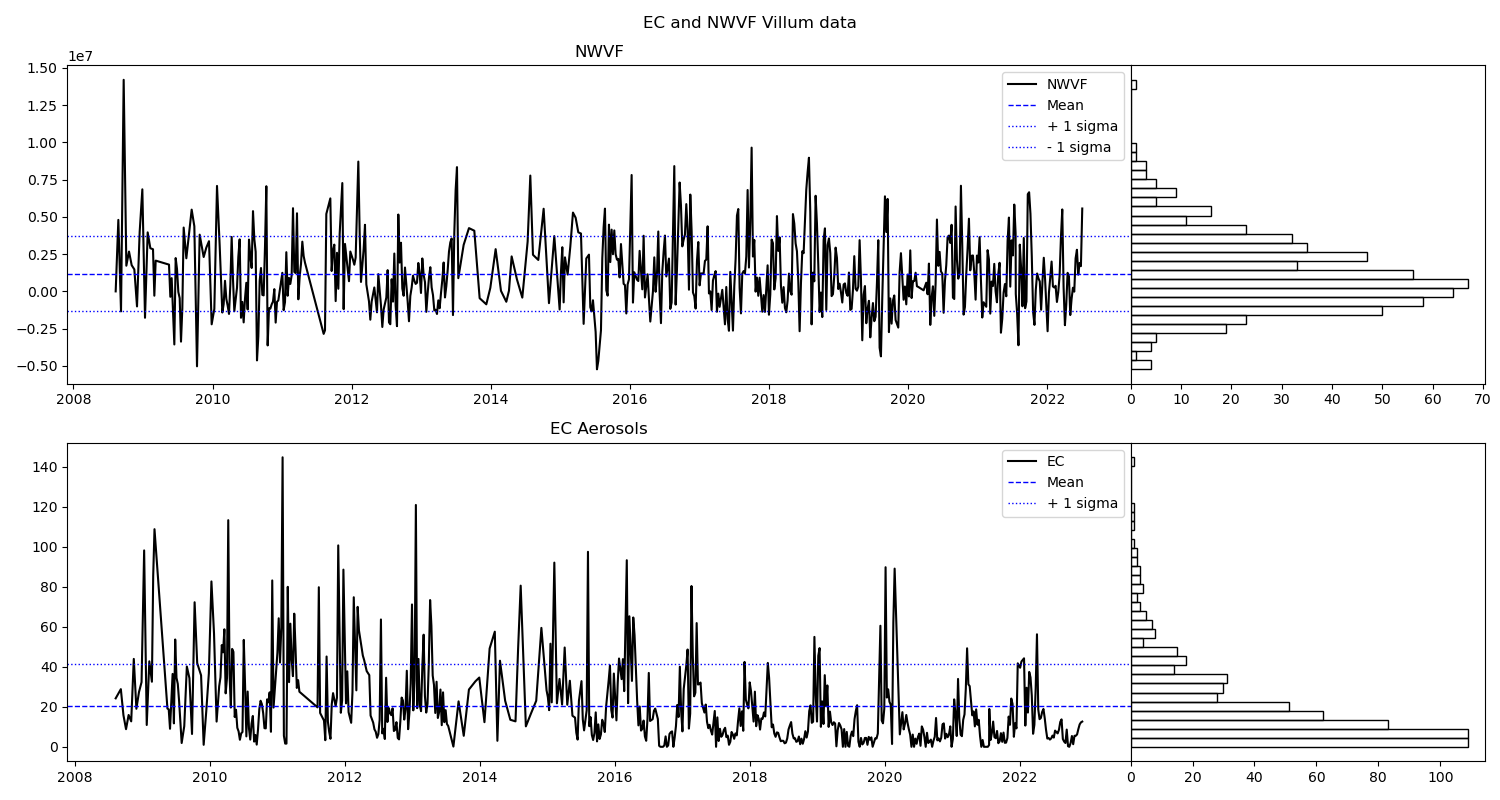 EC and NWVF Villum data
NWVF
1e7
1.50
1.25
1.00
0.75
0.50
0.25
0.00
−0.25
−0.50
NWVF
Mean
+ 1 sigma
- 1 sigma
2008 2010 2012 2014 2016 2018 2020 2022
0 10 20 30 40 50 60 70
EC Aerosols
140
120
100
80
60
40
20
0
EC
Mean
+ 1 sigma
2008 2010 2012 2014 2016 2018 2020 2022
0 20 40 60 80 100